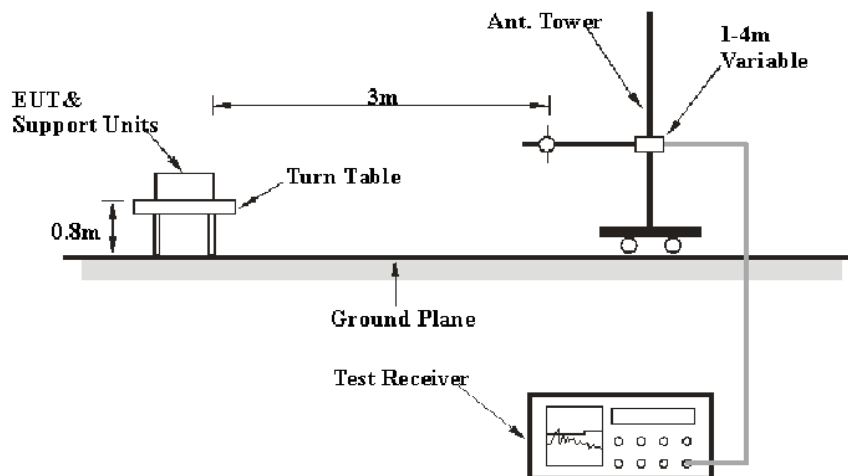 Ant. Tower
1-4m
Variable
3m
EUT&
Support Units
Turn Table
0.8m
Ground Plane
Test Receiver